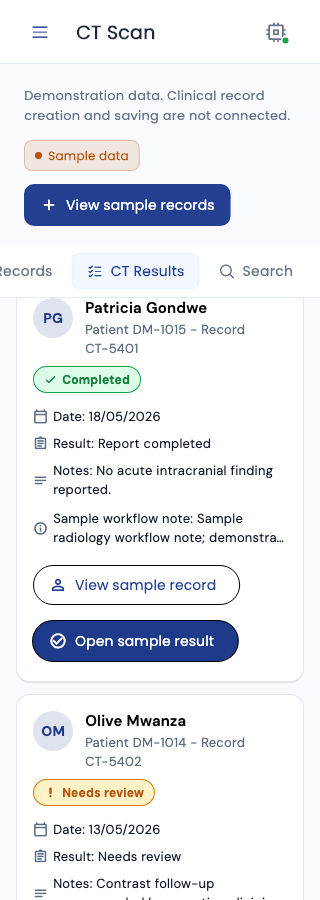 CT Scan
Demonstration data. Clinical record
creation and saving are not connected.
Sample data
View sample records
Records
CT Results
Search
PG
Patricia Gondwe
Patient DM-1015 - Record
CT-5401
Completed
Date: 18/05/2026
Result: Report completed
Notes: No acute intracranial finding
reported.
Sample workflow note: Sample
radiology workflow note; demonstra…
View sample record
Open sample result
OM
Olive Mwanza
Patient DM-1014 - Record
CT-5402
Needs review
Date: 13/05/2026
Result: Needs review
Notes: Contrast follow-up